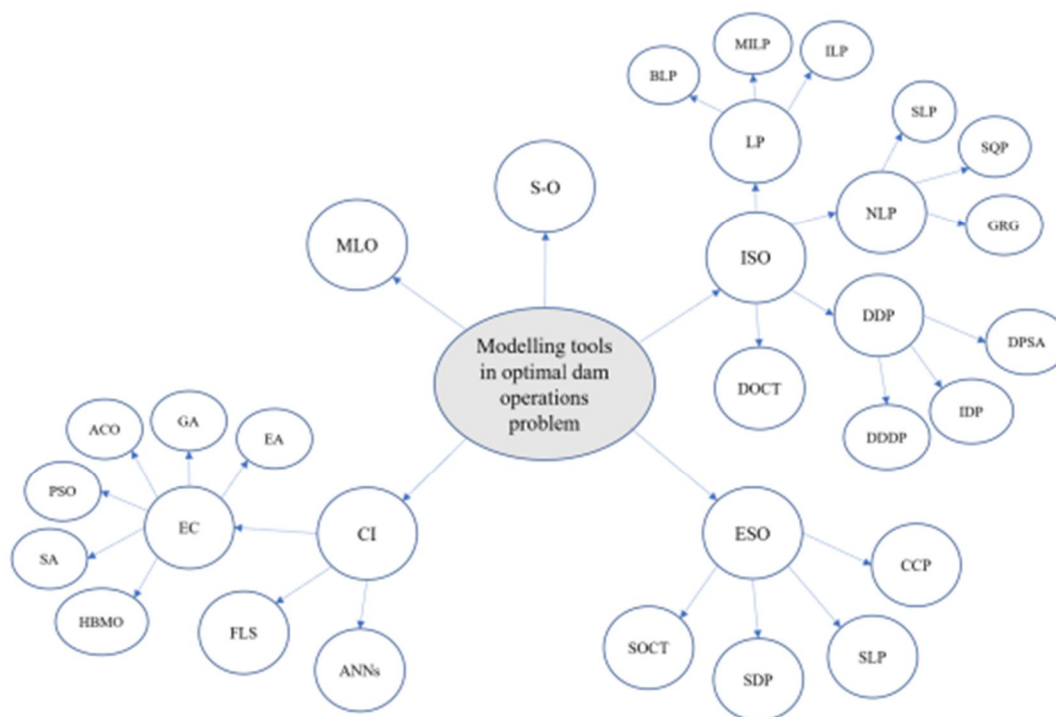 MILP
ILP
BLP
SLP
LP
SQP
S-O
NLP
GRG
MLO
ISO
DDP
DPSA
Modelling tools
in optimal dam
operations
problem
DOCT
IDP
DDDP
GA
ACO
EA
PSO
EC
CI
ESO
SA
CCP
HBMO
FLS
SOCT
SLP
ANNs
SDP